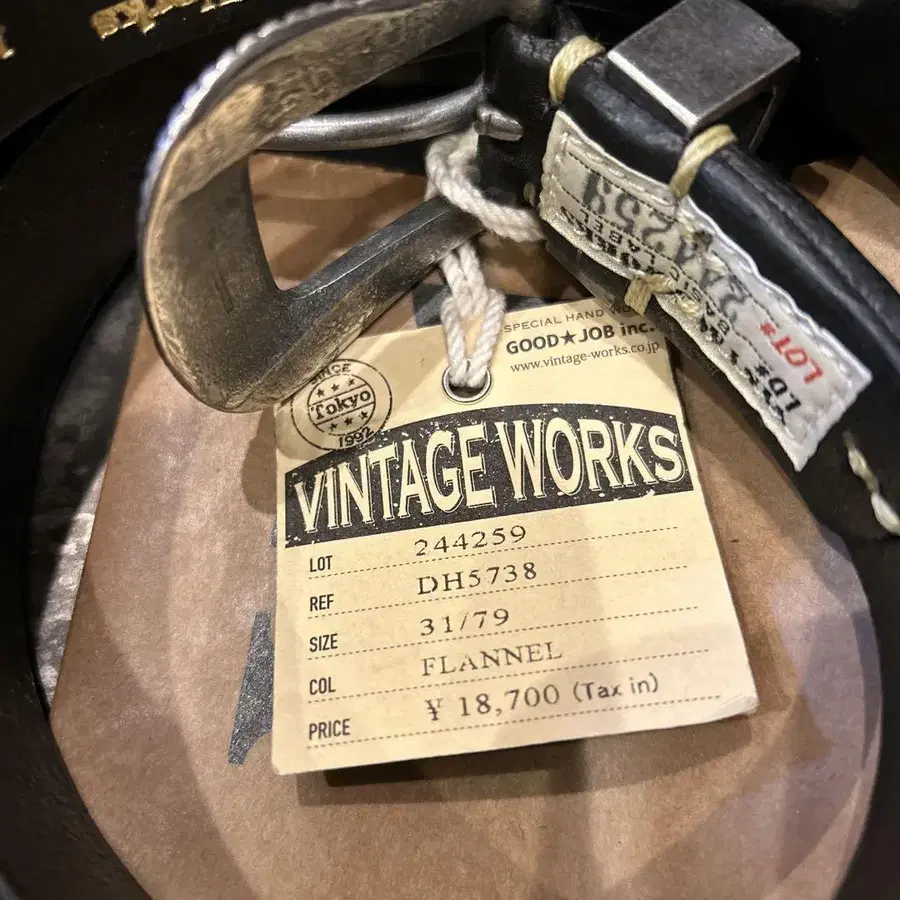 SPECIAL HAND WO
GOOD★JOB inc.
www.vintage-works.co.jp
SINCE
Tokyo
1992
VINTAGE WORKS
LOT 244259
REF DH5738
SIZE 31/79
COL FLANNEL
PRICE ¥ 18,700 (Tax in)
LOT*